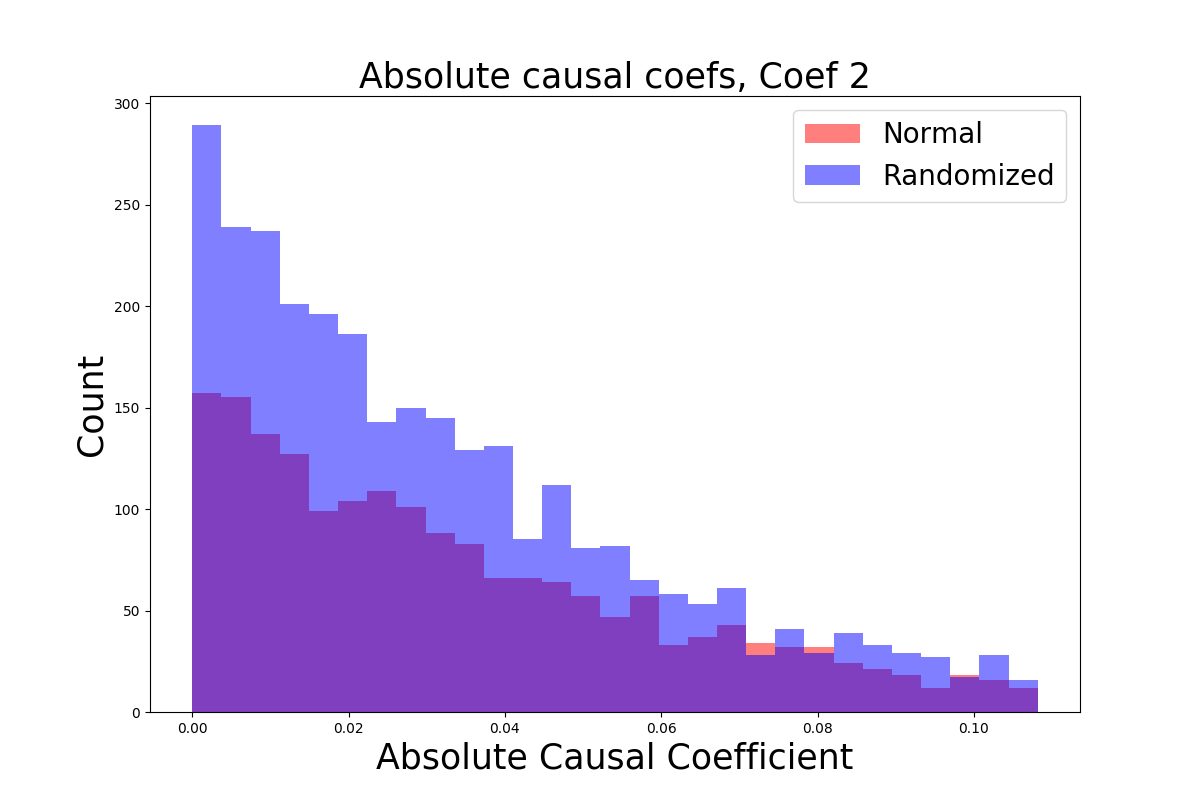 Absolute causal coefs, Coef 2
Normal
Randomized
300
250
200
150
100
50
0
Count
0.00
0.02
0.04
0.06
0.08
0.10
Absolute Causal Coefficient